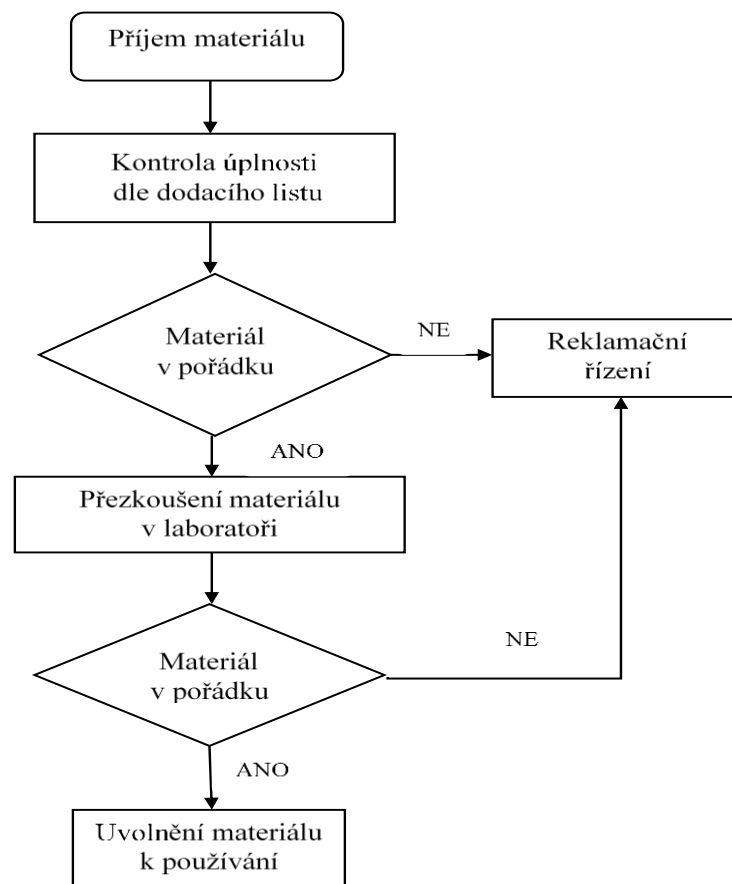 Příjem materiálu
Kontrola úplnosti
dle dodacího listu
Materiál
v pořádku
NE
Reklamační
řízení
ANO
Přezkoušení materiálu
v laboratoři
Materiál
v pořádku
NE
ANO
Uvolnění materiálu
k používání